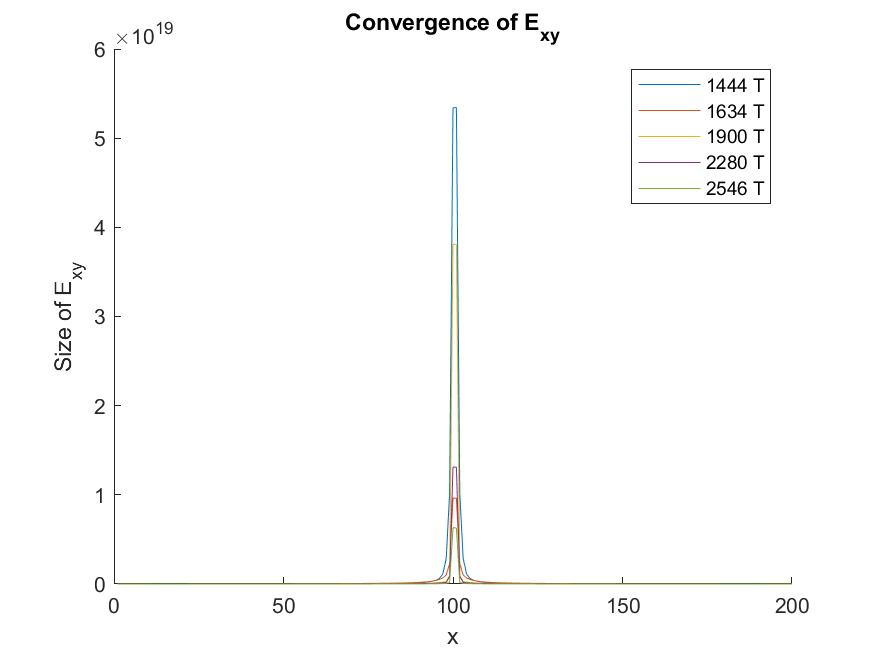 Convergence of E_xy
×10^19
6
5
4
3
2
1
0
Size of E_xy
1444 T
1634 T
1900 T
2280 T
2546 T
0 50 100 150 200
x